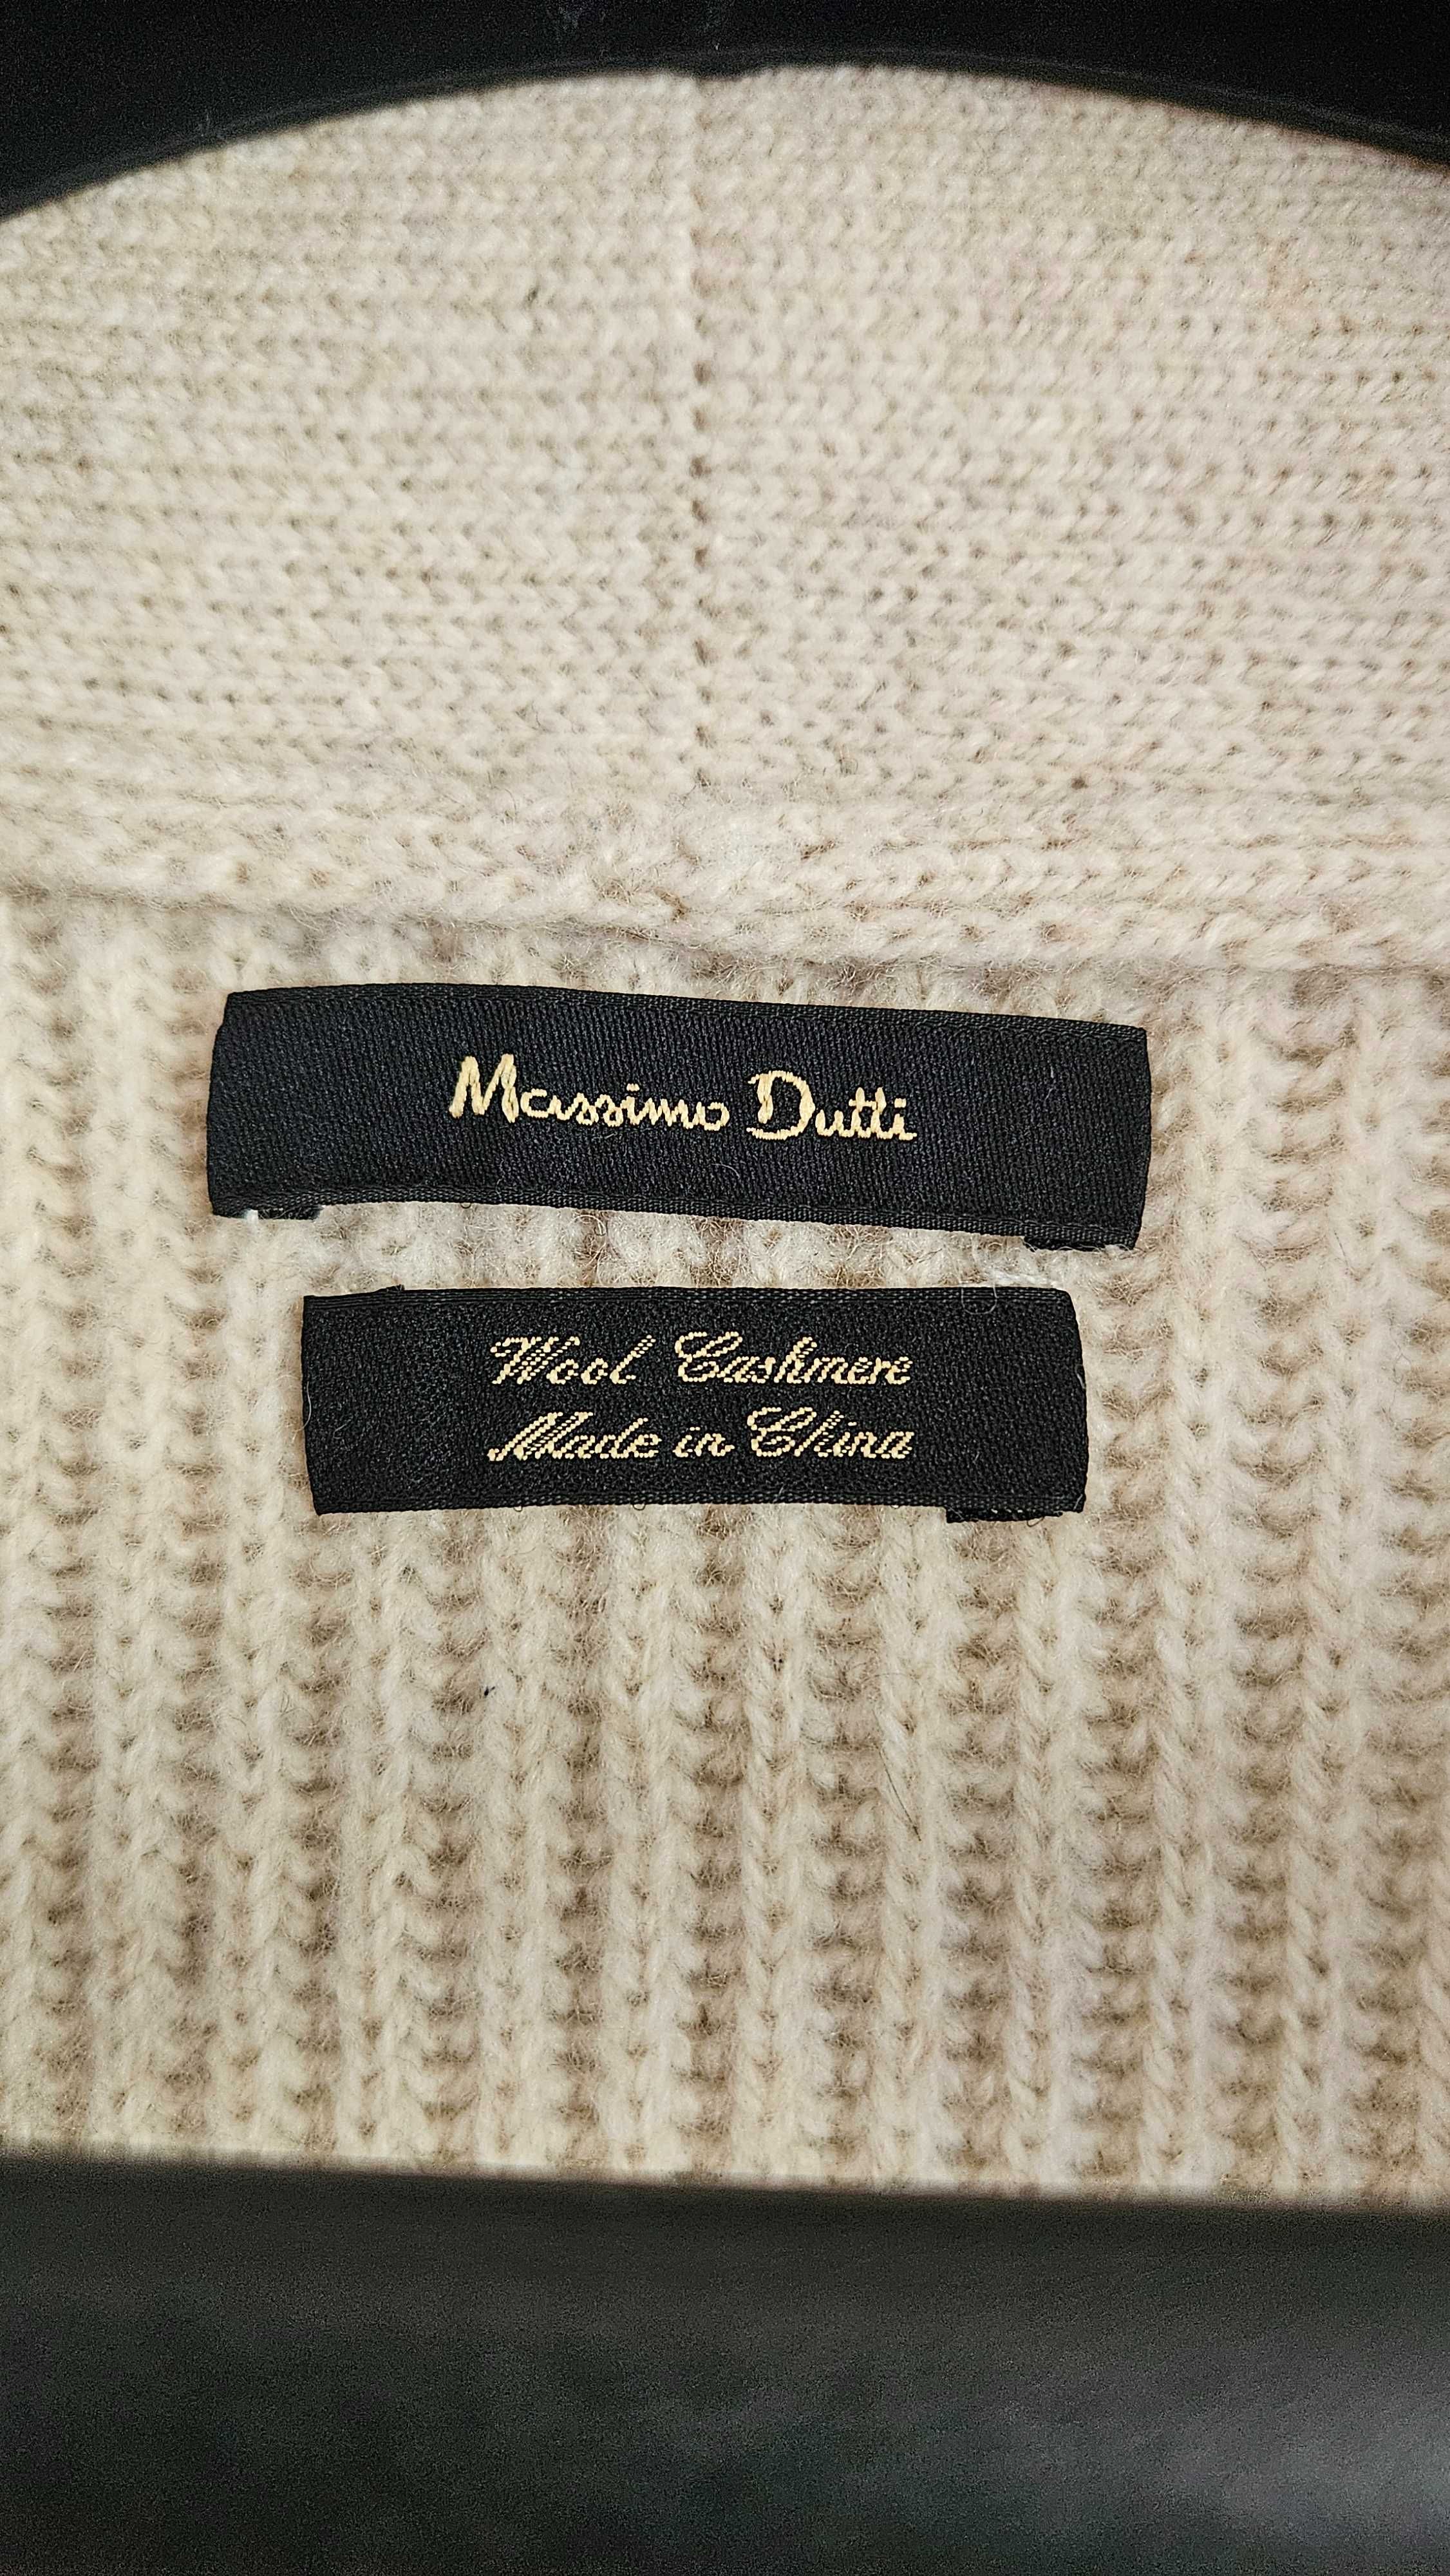 Massimo Dutti
Wool Cashmere
Made in China